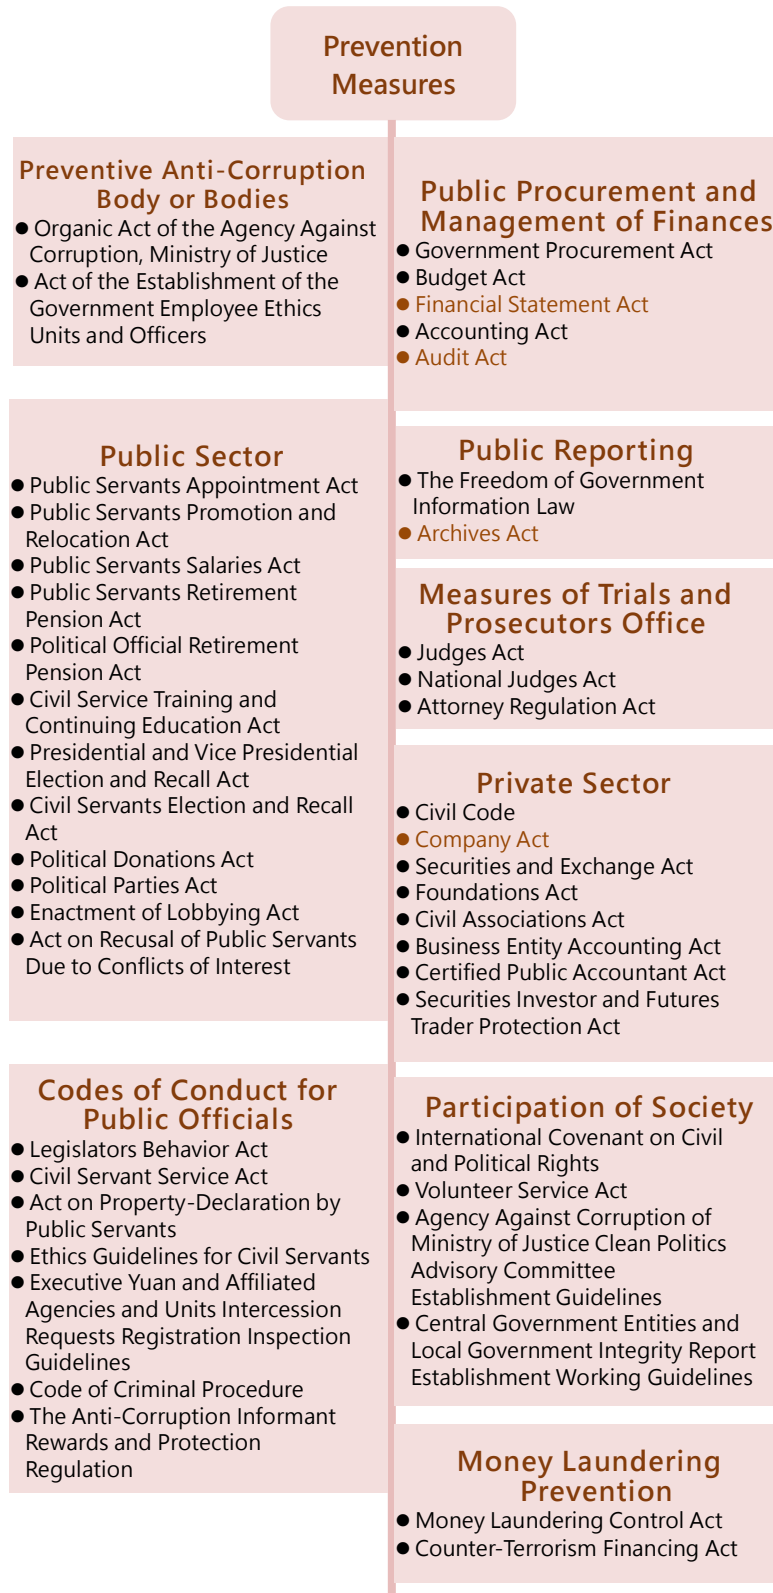 Prevention
Measures
Preventive Anti-Corruption
Body or Bodies
● Organic Act of the Agency Against
Corruption, Ministry of Justice
● Act of the Establishment of the
Government Employee Ethics
Units and Officers
Public Sector
● Public Servants Appointment Act
● Public Servants Promotion and
Relocation Act
● Public Servants Salaries Act
● Public Servants Retirement
Pension Act
● Political Official Retirement
Pension Act
● Civil Service Training and
Continuing Education Act
● Presidential and Vice Presidential
Election and Recall Act
● Civil Servants Election and Recall
Act
● Political Donations Act
● Political Parties Act
● Enactment of Lobbying Act
● Act on Recusal of Public Servants
Due to Conflicts of Interest
Codes of Conduct for
Public Officials
● Legislators Behavior Act
● Civil Servant Service Act
● Act on Property-Declaration by
Public Servants
● Ethics Guidelines for Civil Servants
● Executive Yuan and Affiliated
Agencies and Units Intercession
Requests Registration Inspection
Guidelines
● Code of Criminal Procedure
● The Anti-Corruption Informant
Rewards and Protection
Regulation
Public Procurement and
Management of Finances
● Government Procurement Act
● Budget Act
● Financial Statement Act
● Accounting Act
● Audit Act
Public Reporting
● The Freedom of Government
Information Law
● Archives Act
Measures of Trials and
Prosecutors Office
● Judges Act
● National Judges Act
● Attorney Regulation Act
Private Sector
● Civil Code
● Company Act
● Securities and Exchange Act
● Foundations Act
● Civil Associations Act
● Business Entity Accounting Act
● Certified Public Accountant Act
● Securities Investor and Futures
Trader Protection Act
Participation of Society
● International Covenant on Civil
and Political Rights
● Volunteer Service Act
● Agency Against Corruption of
Ministry of Justice Clean Politics
Advisory Committee
Establishment Guidelines
● Central Government Entities and
Local Government Integrity Report
Establishment Working Guidelines
Money Laundering
Prevention
● Money Laundering Control Act
● Counter-Terrorism Financing Act